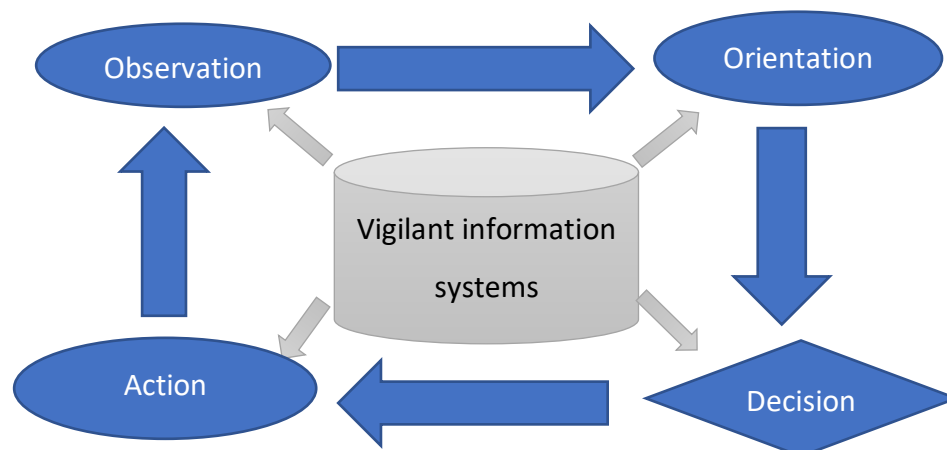 Observation
Orientation
Vigilant information
systems
Action
Decision